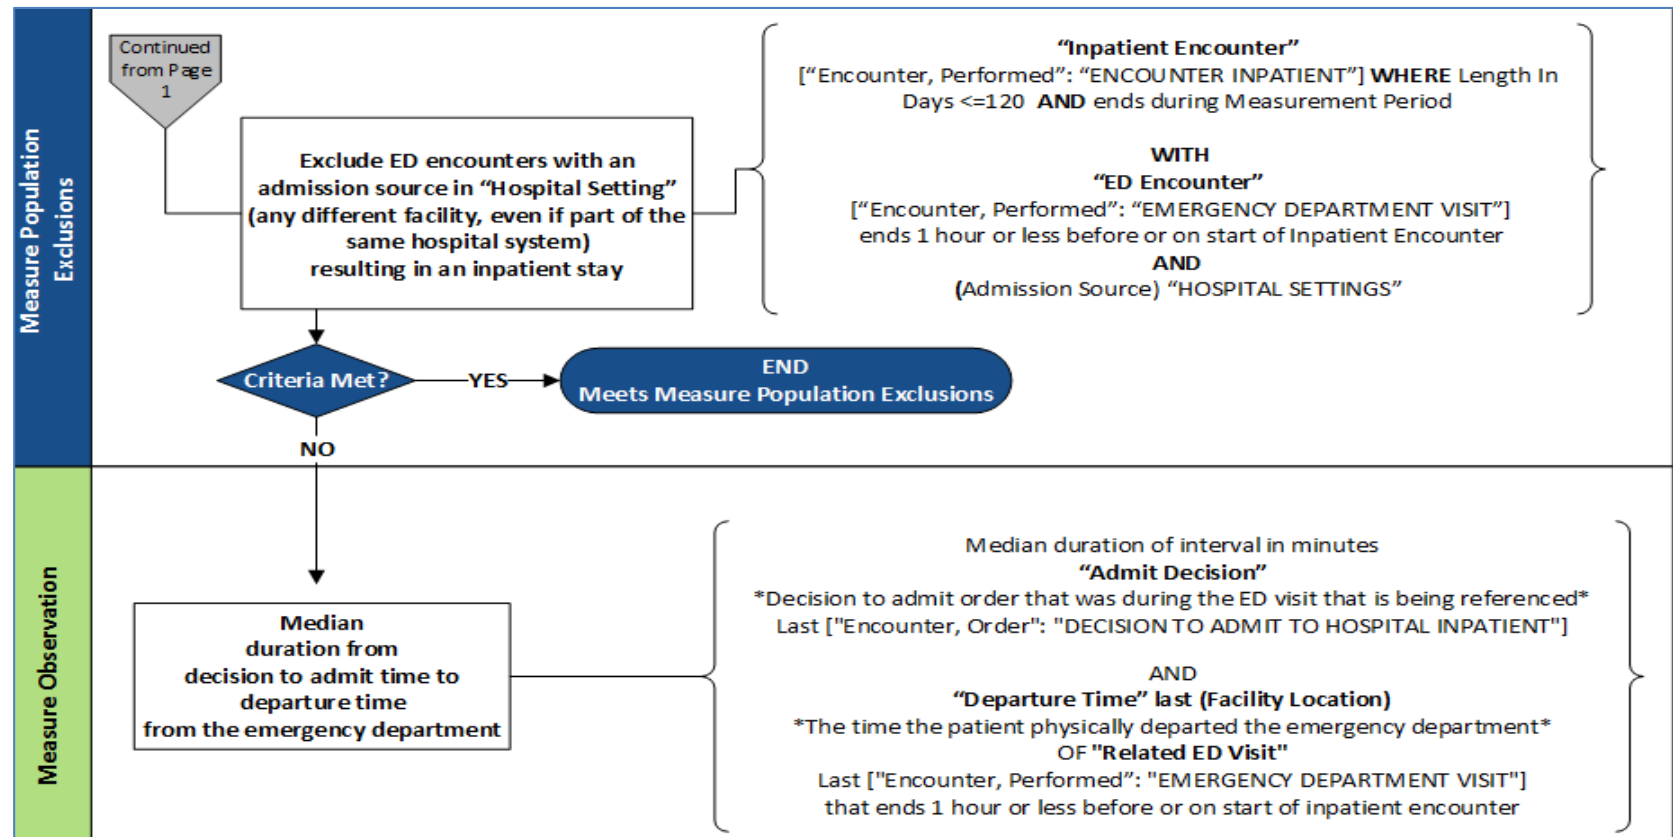 Measure Population
Exclusions
Continued
from Page
1
Exclude ED encounters with an
admission source in “Hospital Setting”
(any different facility, even if part of the
same hospital system)
resulting in an inpatient stay
“Inpatient Encounter”
[“Encounter, Performed”: “ENCOUNTER INPATIENT”] WHERE Length In
Days <=120 AND ends during Measurement Period
WITH
“ED Encounter”
[“Encounter, Performed”: “EMERGENCY DEPARTMENT VISIT”]
ends 1 hour or less before or on start of Inpatient Encounter
AND
(Admission Source) “HOSPITAL SETTINGS”
Criteria Met?
YES
END
Meets Measure Population Exclusions
NO
Measure Observation
Median
duration from
decision to admit time to
departure time
from the emergency department
Median duration of interval in minutes
“Admit Decision”
*Decision to admit order that was during the ED visit that is being referenced*
Last ["Encounter, Order": "DECISION TO ADMIT TO HOSPITAL INPATIENT"]
AND
“Departure Time” last (Facility Location)
*The time the patient physically departed the emergency department*
OF "Related ED Visit"
Last ["Encounter, Performed”: "EMERGENCY DEPARTMENT VISIT"]
that ends 1 hour or less before or on start of inpatient encounter